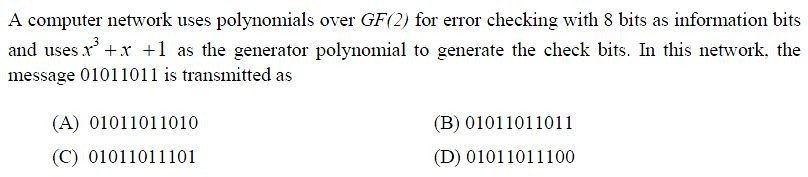 A computer network uses polynomials over GF(2) for error checking with 8 bits as information bits
and uses x³ + x + 1 as the generator polynomial to generate the check bits. In this network, the
message 01011011 is transmitted as
(A) 01011011010 (B) 01011011011
(C) 01011011101 (D) 01011011100